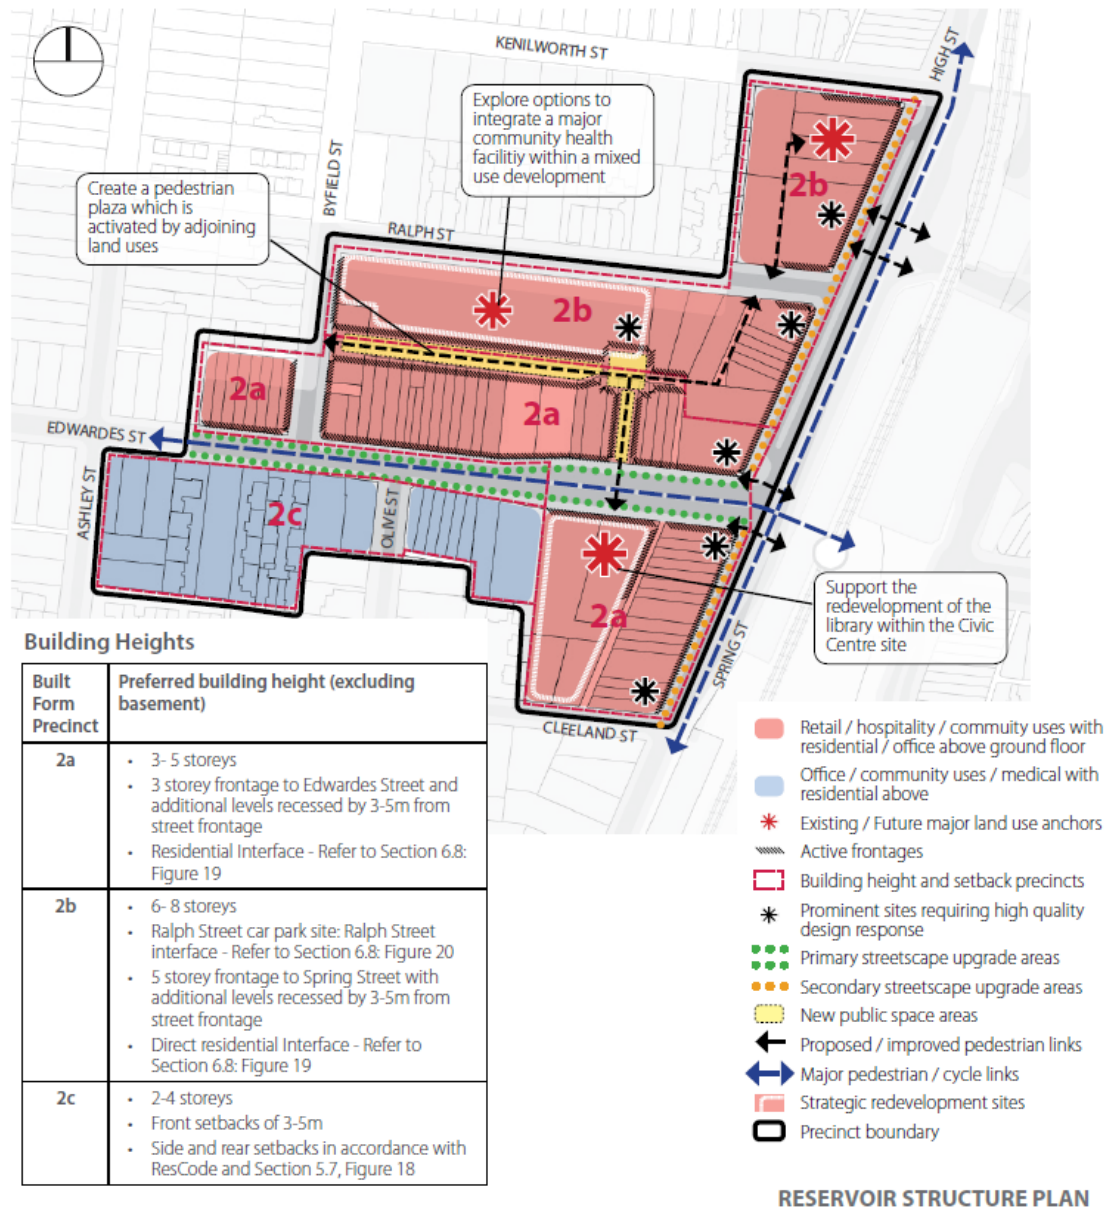 KENILWORTH ST
HIGH ST
Explore options to
integrate a major
community health
facilitiy within a mixed
use development
Create a pedestrian
plaza which is
activated by adjoining
land uses
BYFIELD ST
RALPH ST
2b
2b
2a
2a
EDWARDES ST
ASHLEY ST
2c
OLIVE ST
2a
Support the
redevelopment of the
library within the Civic
Centre site
SPRING ST
CLEELAND ST
Building Heights
Built
Form
Precinct
Preferred building height (excluding
basement)
2a
• 3- 5 storeys
• 3 storey frontage to Edwardes Street and
additional levels recessed by 3-5m from
street frontage
• Residential Interface - Refer to Section 6.8:
Figure 19
2b
• 6- 8 storeys
• Ralph Street car park site: Ralph Street
interface - Refer to Section 6.8: Figure 20
• 5 storey frontage to Spring Street with
additional levels recessed by 3-5m from
street frontage
• Direct residential Interface - Refer to
Section 6.8: Figure 19
2c
• 2-4 storeys
• Front setbacks of 3-5m
• Side and rear setbacks in accordance with
ResCode and Section 5.7, Figure 18
Retail / hospitality / commuity uses with
residential / office above ground floor
Office / community uses / medical with
residential above
Existing / Future major land use anchors
Active frontages
Building height and setback precincts
Prominent sites requiring high quality
design response
Primary streetscape upgrade areas
Secondary streetscape upgrade areas
New public space areas
Proposed / improved pedestrian links
Major pedestrian / cycle links
Strategic redevelopment sites
Precinct boundary
RESERVOIR STRUCTURE PLAN